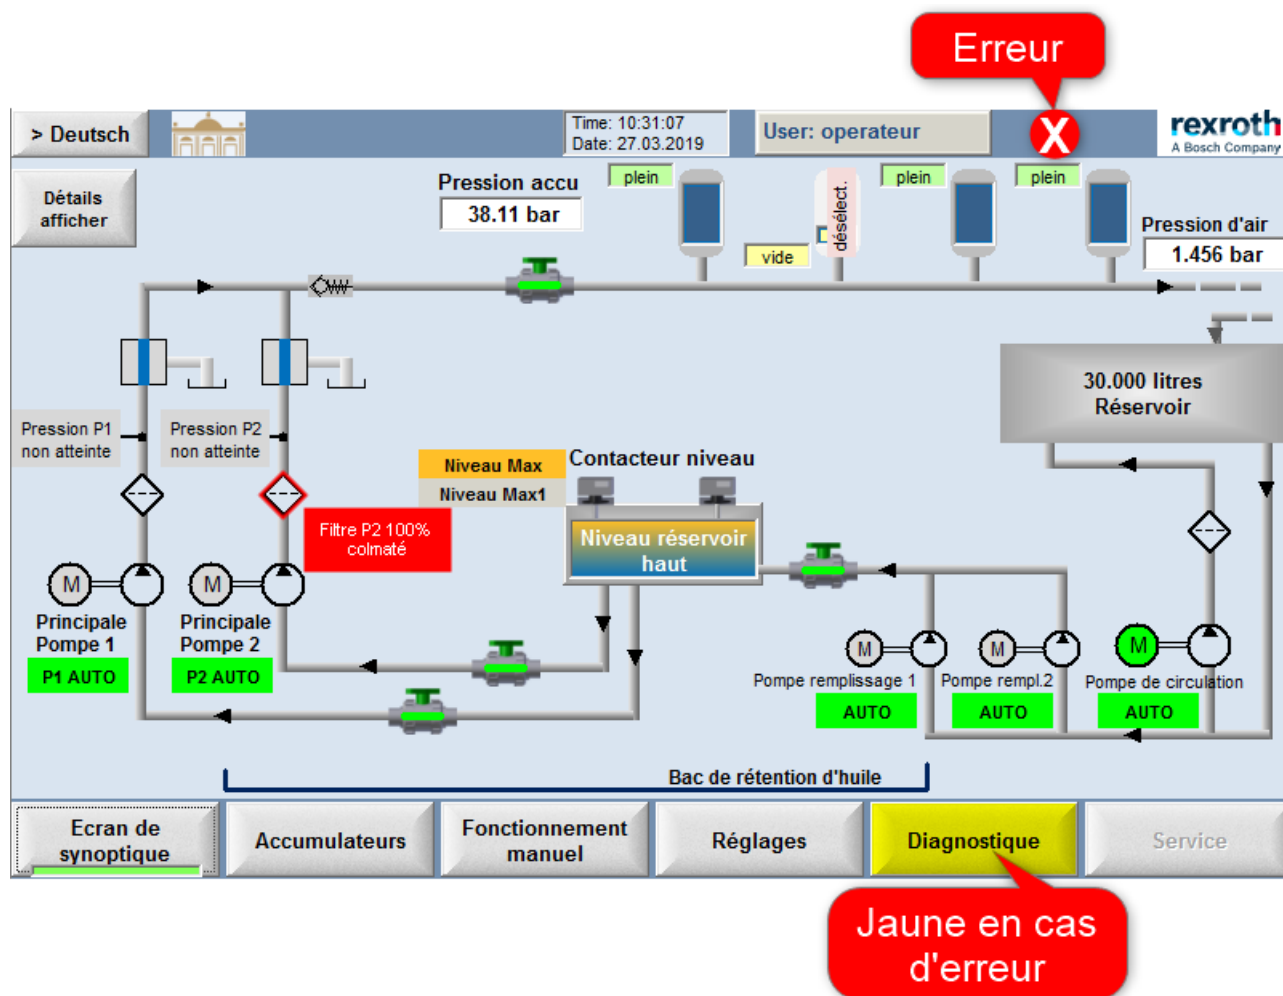 Erreur
> Deutsch
Time: 10:31:07
Date: 27.03.2019
User: operateur
X
rexroth
A Bosch Company
Détails
afficher
Pression accu
38.11 bar
plein
vide
désélect.
plein
plein
Pression d'air
1.456 bar
30.000 litres
Réservoir
Pression P1
non atteinte
Pression P2
non atteinte
Niveau Max
Niveau Max1
Contacteur niveau
Filtre P2 100%
colmaté
Niveau réservoir
haut
M
M
Principale
Pompe 1
P1 AUTO
Principale
Pompe 2
P2 AUTO
M
M
M
Pompe remplissage 1
Pompe rempl.2
Pompe de circulation
AUTO
AUTO
AUTO
Bac de rétention d'huile
Ecran de
synoptique
Accumulateurs
Fonctionnement
manuel
Réglages
Diagnostique
Service
Jaune en cas
d'erreur